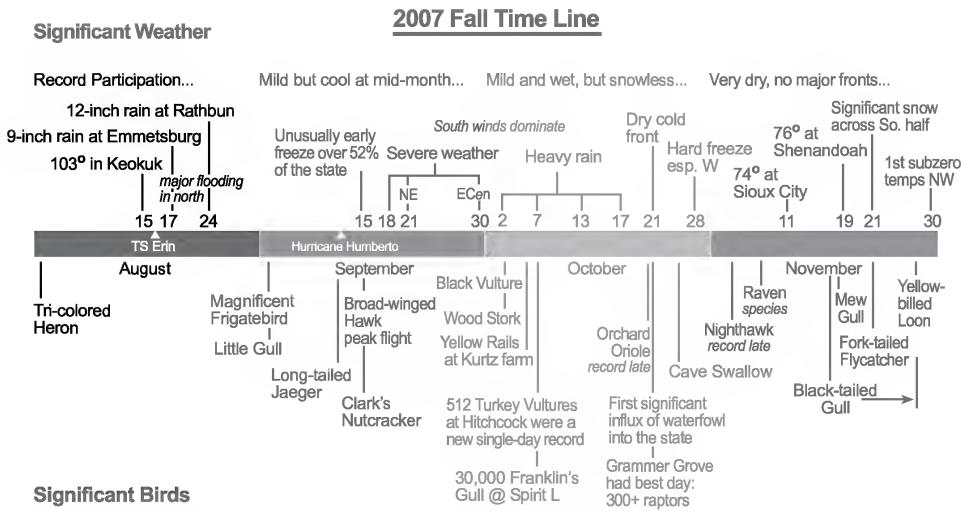 2007 Fall Time Line
Significant Weather
Record Participation...
Mild but cool at mid-month...
Mild and wet, but snowless...
Very dry, no major fronts...
12-inch rain at Rathbun
9-inch rain at Emmetsburg
103º in Keokuk
major flooding
in north
Unusually early
freeze over 52%
of the state
South winds dominate
Severe weather
NE
ECen
Heavy rain
Dry cold
front
Hard freeze
esp. W
74º at
Sioux City
76º at
Shenandoah
Significant snow
across So. half
1st subzero
temps NW
15 17 24
15 18 21 30
2 7 13 17 21 28
11 19 21 30
TS Erin
Hurricane Humberto
August
September
October
November
Tri-colored
Heron
Magnificent
Frigatebird
Little Gull
Long-tailed
Jaeger
Broad-winged
Hawk
peak flight
Clark's
Nutcracker
Black Vulture
Wood Stork
Yellow Rails
at Kurtz farm
512 Turkey Vultures
at Hitchcock were a
new single-day record
30,000 Franklin's
Gull @ Spirit L
Orchard
Oriole
record late
Cave Swallow
First significant
influx of waterfowl
into the state
Grammer Grove
had best day:
300+ raptors
Nighthawk
record late
Raven
species
Mew
Gull
Fork-tailed
Flycatcher
Black-tailed
Gull
Yellow-
billed
Loon
Significant Birds